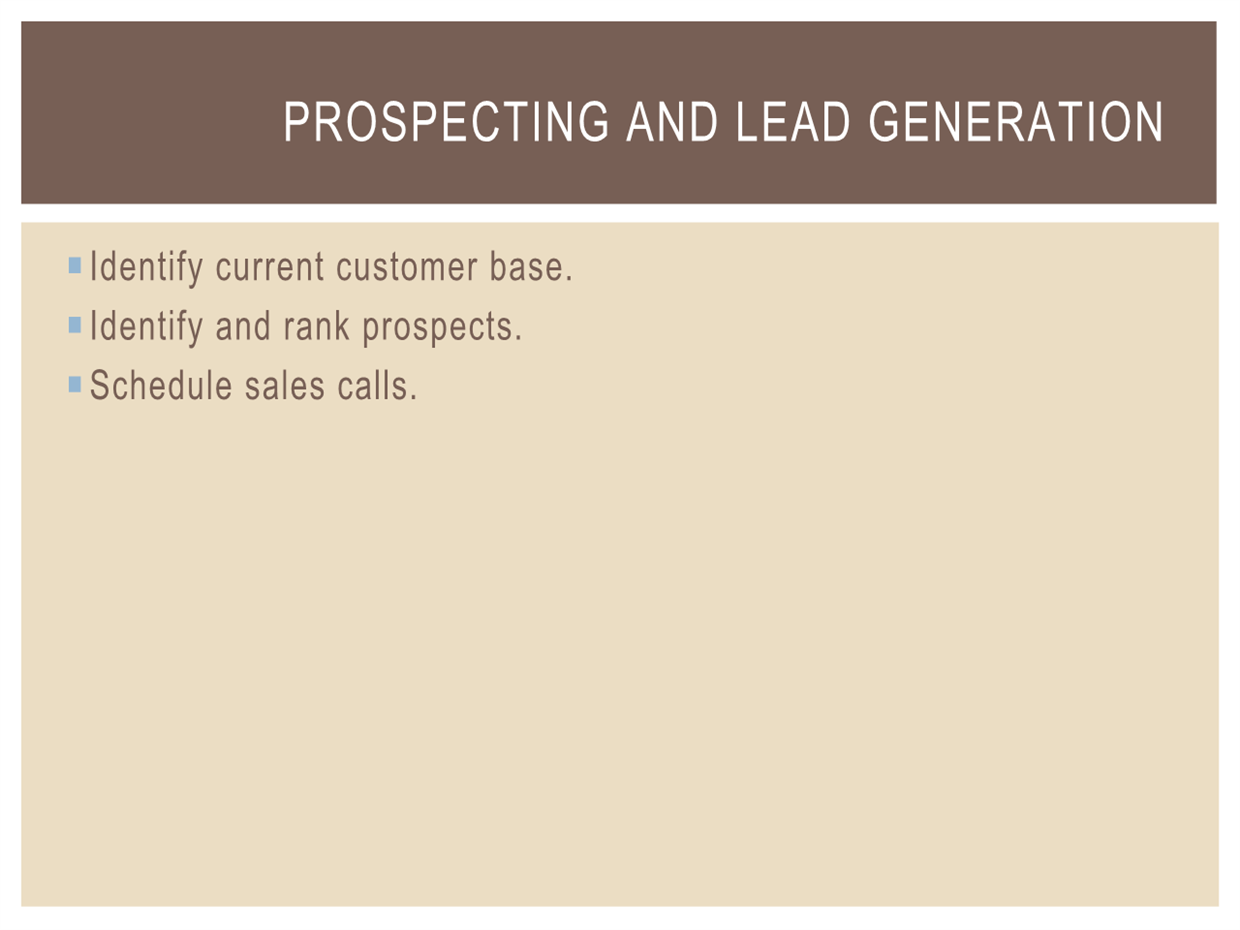 PROSPECTING AND LEAD GENERATION
Identify current customer base.
Identify and rank prospects.
Schedule sales calls.